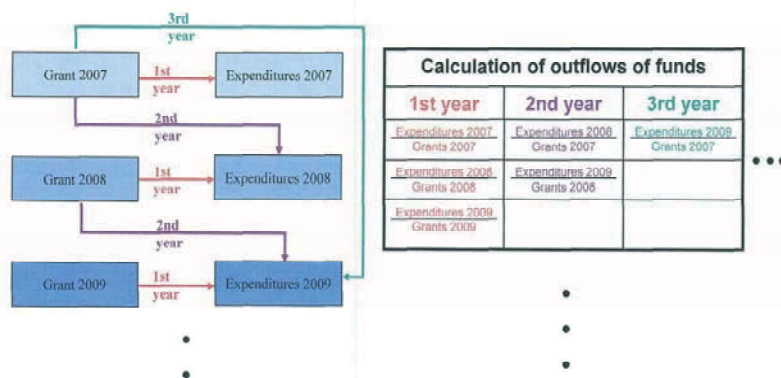 3rd
year
Grant 2007
1st
year
Expenditures 2007
2nd
year
Grant 2008
1st
year
Expenditures 2008
2nd
year
Grant 2009
1st
year
Expenditures 2009
Calculation of outflows of funds
1st year 2nd year 3rd year
Expenditures 2007 Expenditures 2008 Expenditures 2009
Grants 2007 Grants 2007 Grants 2007
Expenditures 2008 Expenditures 2009
Grants 2008 Grants 2008
Expenditures 2009
Grants 2009